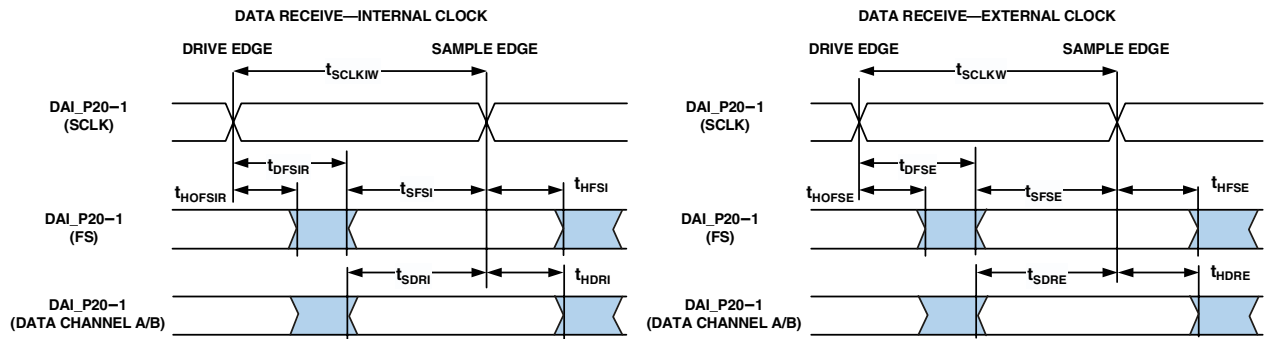 DATA RECEIVE—INTERNAL CLOCK
DRIVE EDGE
SAMPLE EDGE
tSCLKIW
DAI_P20–1
(SCLK)
tDFSIR
tHOFSIR
tSFSI
tHFSI
DAI_P20–1
(FS)
tSDRI
tHDRI
DAI_P20–1
(DATA CHANNEL A/B)
DATA RECEIVE—EXTERNAL CLOCK
DRIVE EDGE
SAMPLE EDGE
tSCLKW
DAI_P20–1
(SCLK)
tDFSE
tHOFSE
tSFSE
tHFSE
DAI_P20–1
(FS)
tSDRE
tHDRE
DAI_P20–1
(DATA CHANNEL A/B)